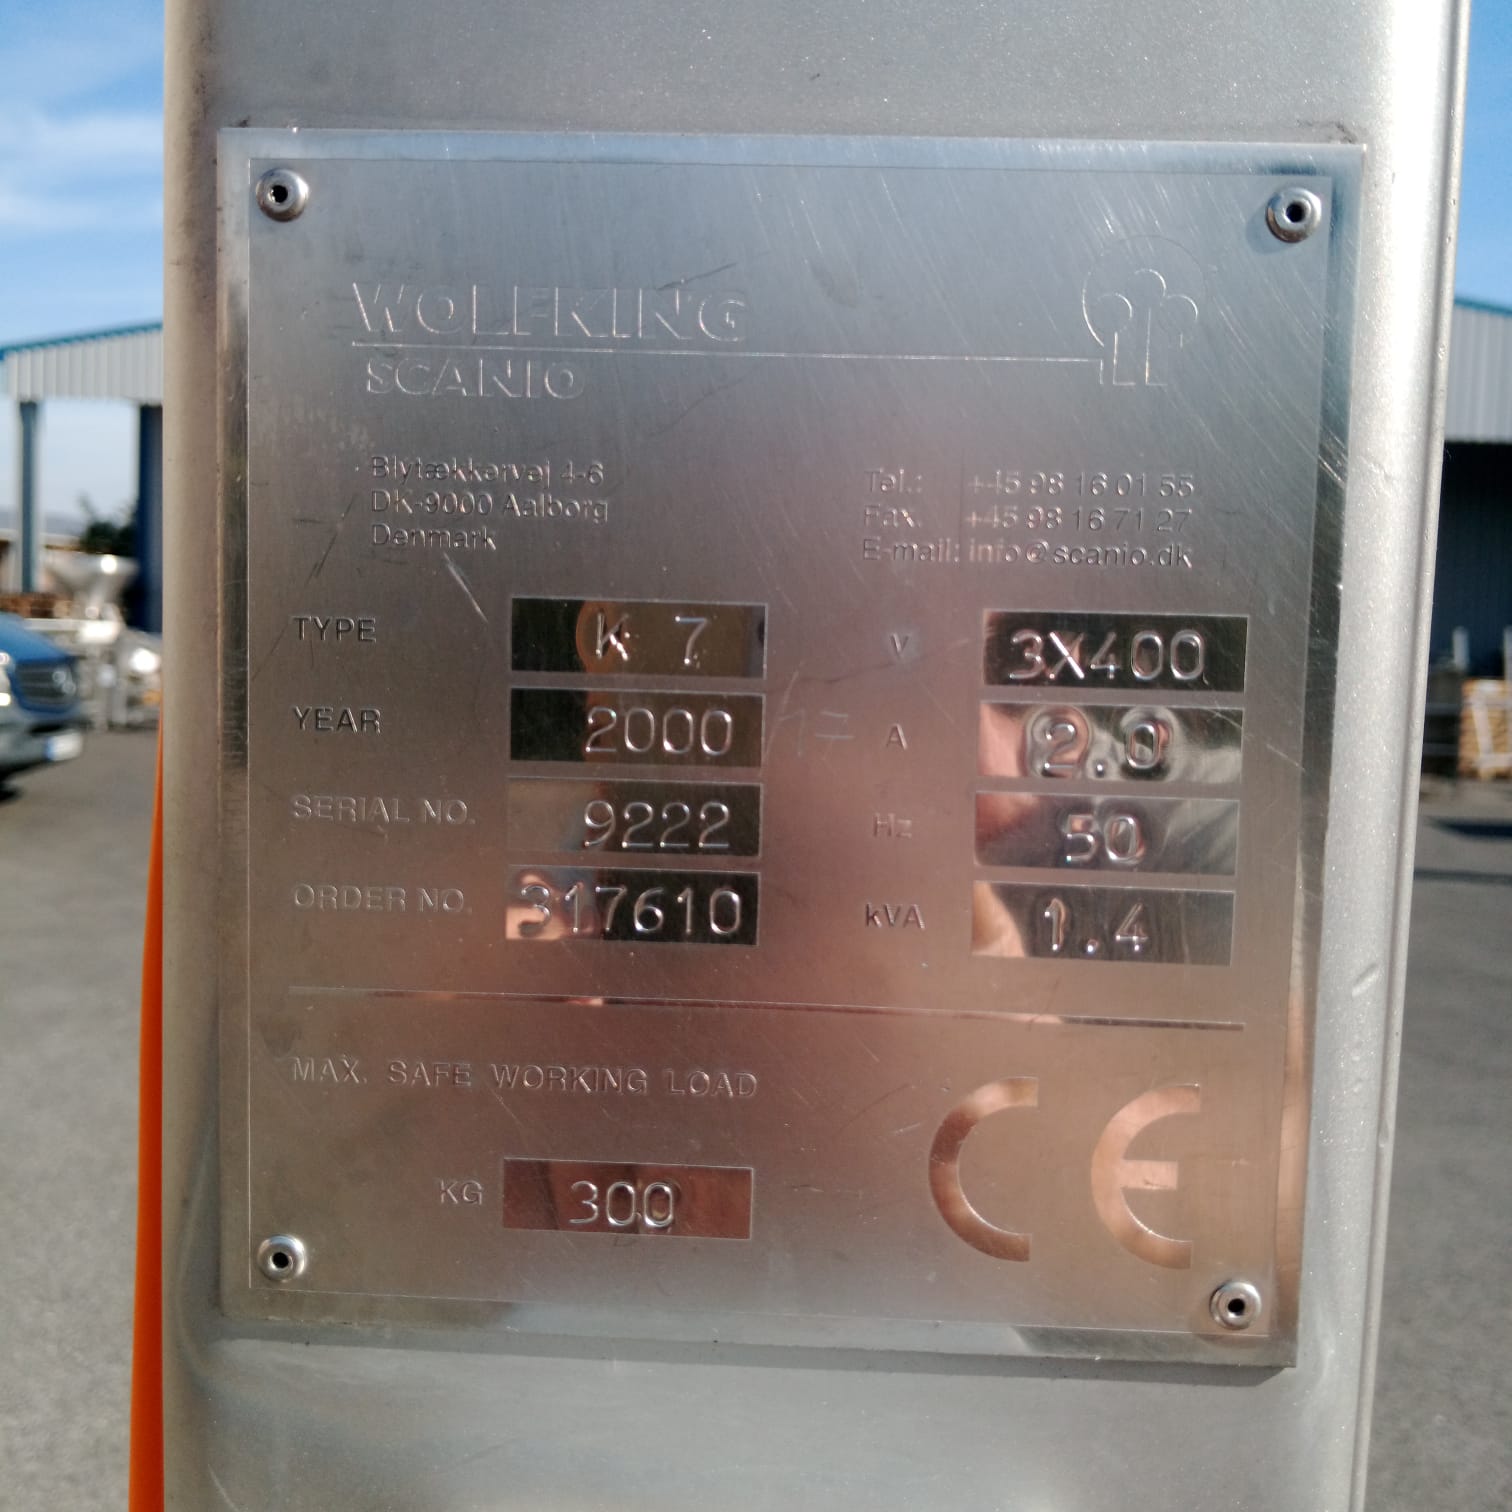 WOLFKING
SCANIO
Blytækkervej 4-6
DK-9000 Aalborg
Denmark
Tel.: +45 98 16 01 55
Fax. +45 98 16 71 27
E-mail: info@scanio.dk
TYPE K 7
V 3X400
YEAR 2000
17
A 2.0
SERIAL NO. 9222
Hz 50
ORDER NO. 317610
kVA 1.4
MAX. SAFE WORKING LOAD
KG 300
CE